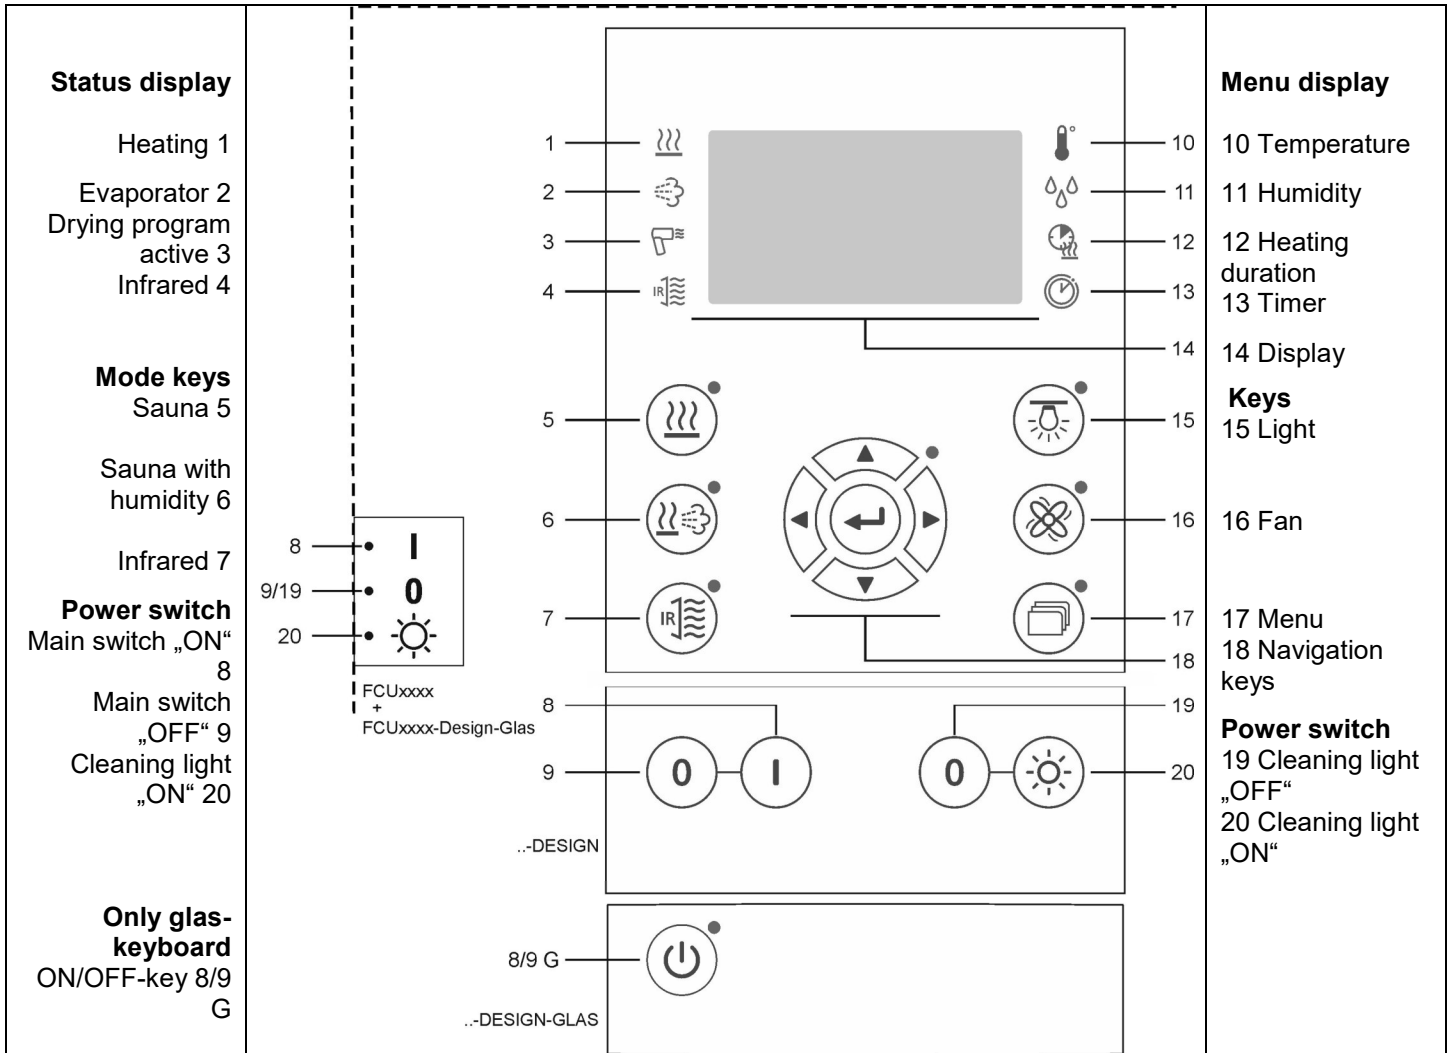 Status display
Heating 1
Evaporator 2
Drying program
active 3
Infrared 4
Mode keys
Sauna 5
Sauna with
humidity 6
Infrared 7
Power switch
Main switch „ON“
8
Main switch
„OFF“ 9
Cleaning light
„ON“ 20
Only glas-
keyboard
ON/OFF-key 8/9
G
8
I
9/19
0
20
FCUxxxx
+
FCUxxxx-Design-Glas
1
2
3
4
IR
10
11
12
13
14
5
6
7
IR
15
16
17
18
8
19
9
0
I
0
20
..-DESIGN
8/9 G
..-DESIGN-GLAS
Menu display
10 Temperature
11 Humidity
12 Heating
duration
13 Timer
14 Display
Keys
15 Light
16 Fan
17 Menu
18 Navigation
keys
Power switch
19 Cleaning light
„OFF“
20 Cleaning light
„ON“